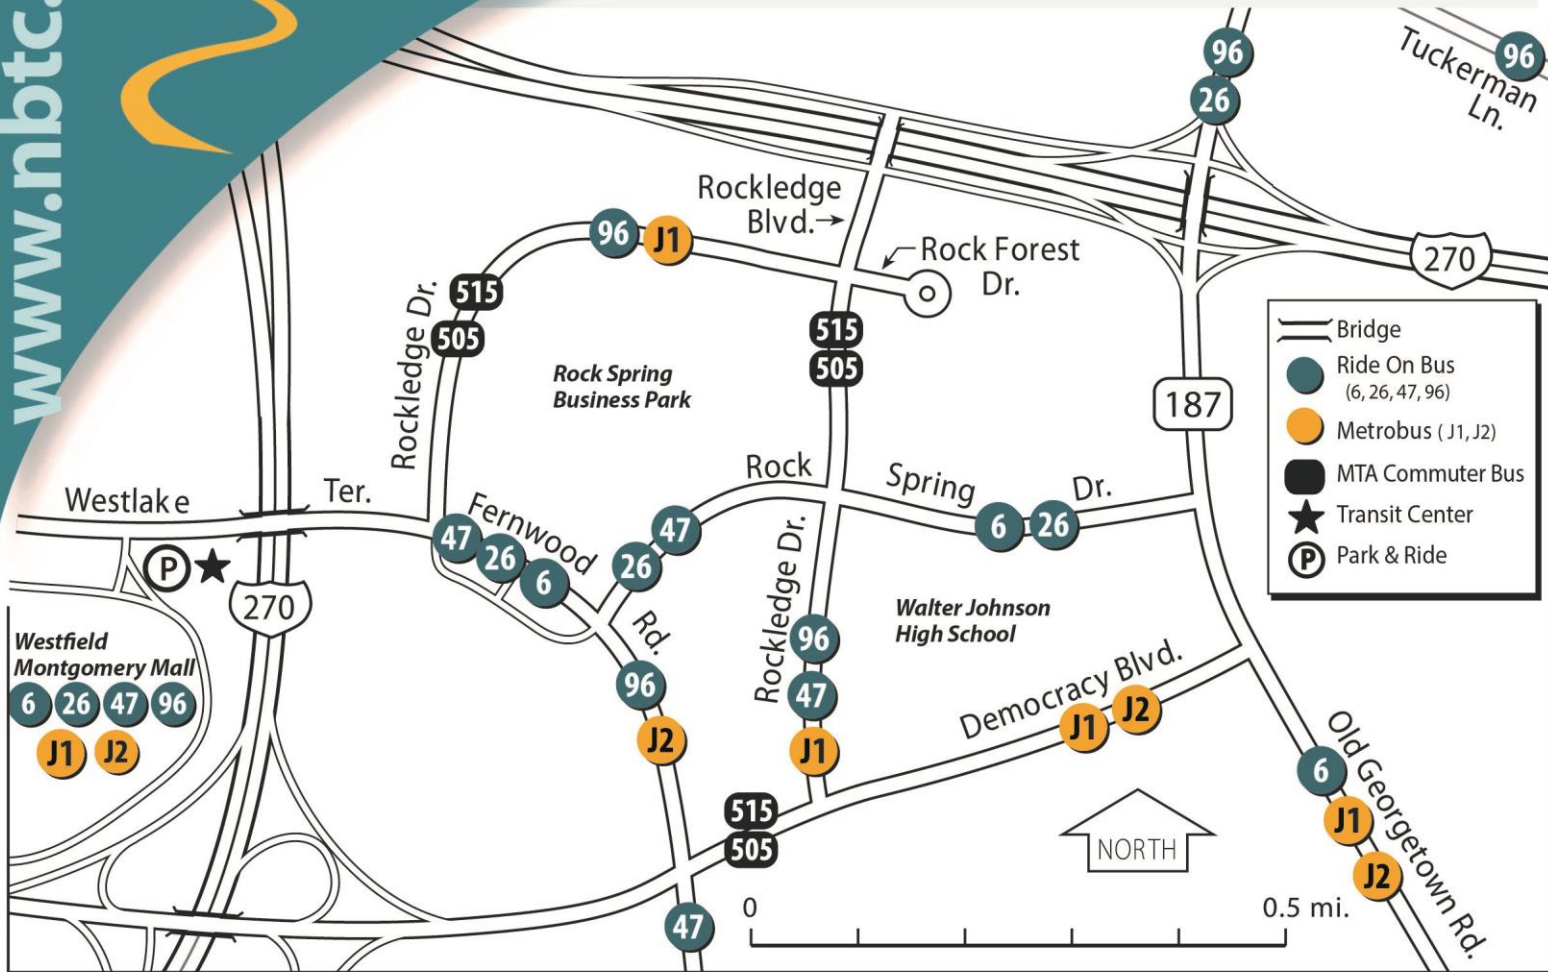 www.nbtc.
96
26
Tuckerman
Ln.
96
Rockledge
Blvd.
96
J1
Rock Forest
Dr.
270
515
505
Rockledge Dr.
515
505
Rock Spring
Business Park
187
Bridge
Ride On Bus
(6, 26, 47, 96)
Metrobus ( J1, J2)
MTA Commuter Bus
Transit Center
P
Park & Ride
Westlake Ter.
Fernwood Rd.
47
26
6
Rock Spring Dr.
47
26
6
26
P
270
Rockledge Dr.
96
47
J1
Walter Johnson
High School
Westfield
Montgomery Mall
6
26
47
96
J1
J2
96
J2
Democracy Blvd.
J1
J2
515
505
Old Georgetown Rd.
6
J1
J2
NORTH
47
0
0.5 mi.